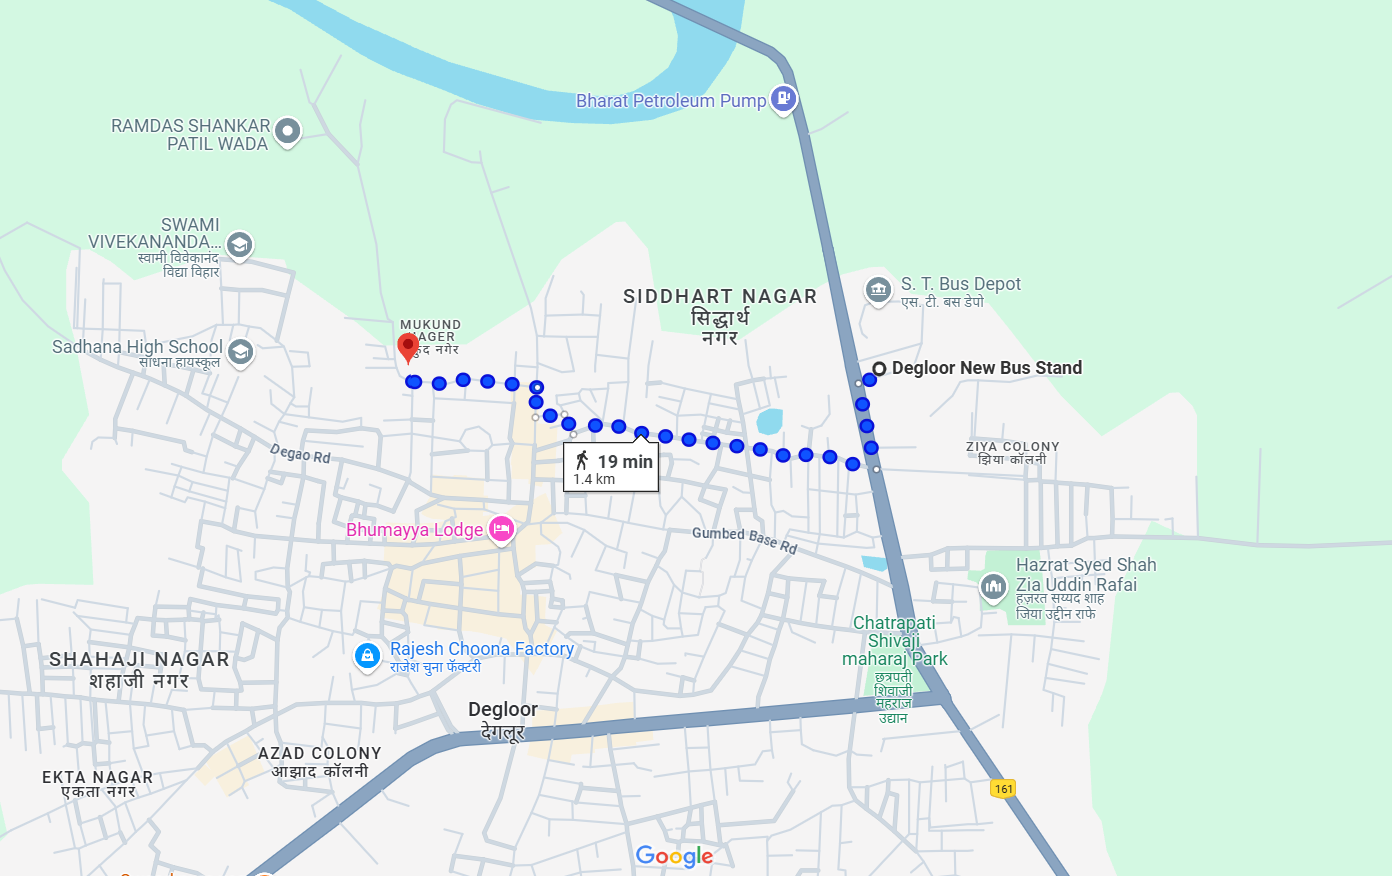 Bharat Petroleum Pump
RAMDAS SHANKAR
PATIL WADA
SWAMI
VIVEKANANDA...
स्वामी विवेकानंद
विद्या विहार
S. T. Bus Depot
एस. टी. बस डेपो
SIDDHART NAGAR
सिद्धार्थ
नगर
MUKUND
Sadhana High School
साधना हायस्कूल
Degloor New Bus Stand
Degao Rd
ZIYA COLONY
झिया कॉलनी
19 min
1.4 km
Bhumayya Lodge
Gumbed Base Rd
Hazrat Syed Shah
Zia Uddin Rafai
हज़रत सय्यद शाह
जिया उद्दीन राफे
Chatrapati
Shivaji
maharaj Park
छत्रपती
शिवाजी
महराज
उद्यान
Rajesh Choona Factory
राजेश चुना फॅक्टरी
SHAHAJI NAGAR
शहाजी नगर
Degloor
देगलूर
AZAD COLONY
आझाद कॉलनी
EKTA NAGAR
एकता नगर
161
Google